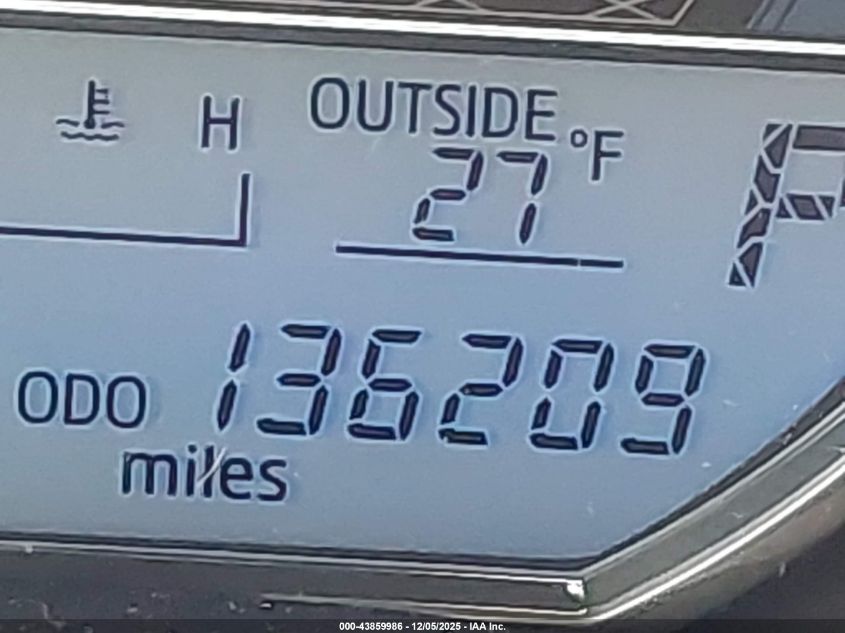 H
OUTSIDE
27 °F
P
ODO 136209
miles
000-43859986 - 12/05/2025 - IAA Inc.